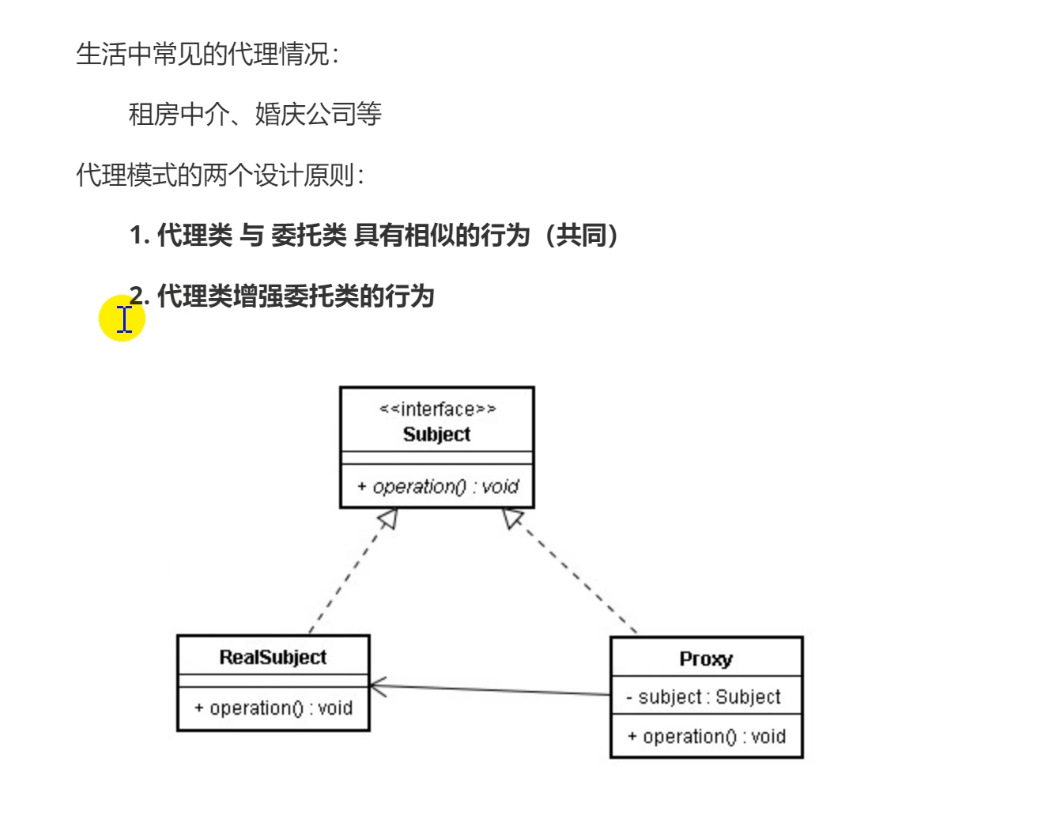 生活中常见的代理情况：
租房中介、婚庆公司等
代理模式的两个设计原则：
1. 代理类 与 委托类 具有相似的行为（共同）
2. 代理类增强委托类的行为
<<interface>>
Subject
+ operation() : void
RealSubject
+ operation() : void
Proxy
- subject : Subject
+ operation() : void